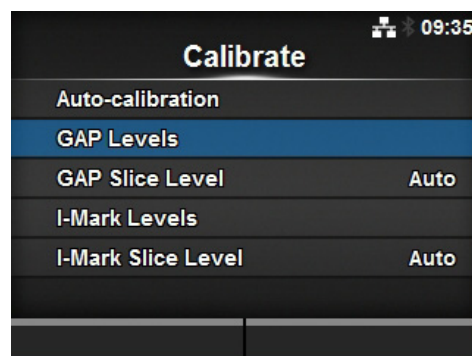 09:35
Calibrate
Auto-calibration
GAP Levels
GAP Slice Level Auto
I-Mark Levels
I-Mark Slice Level Auto